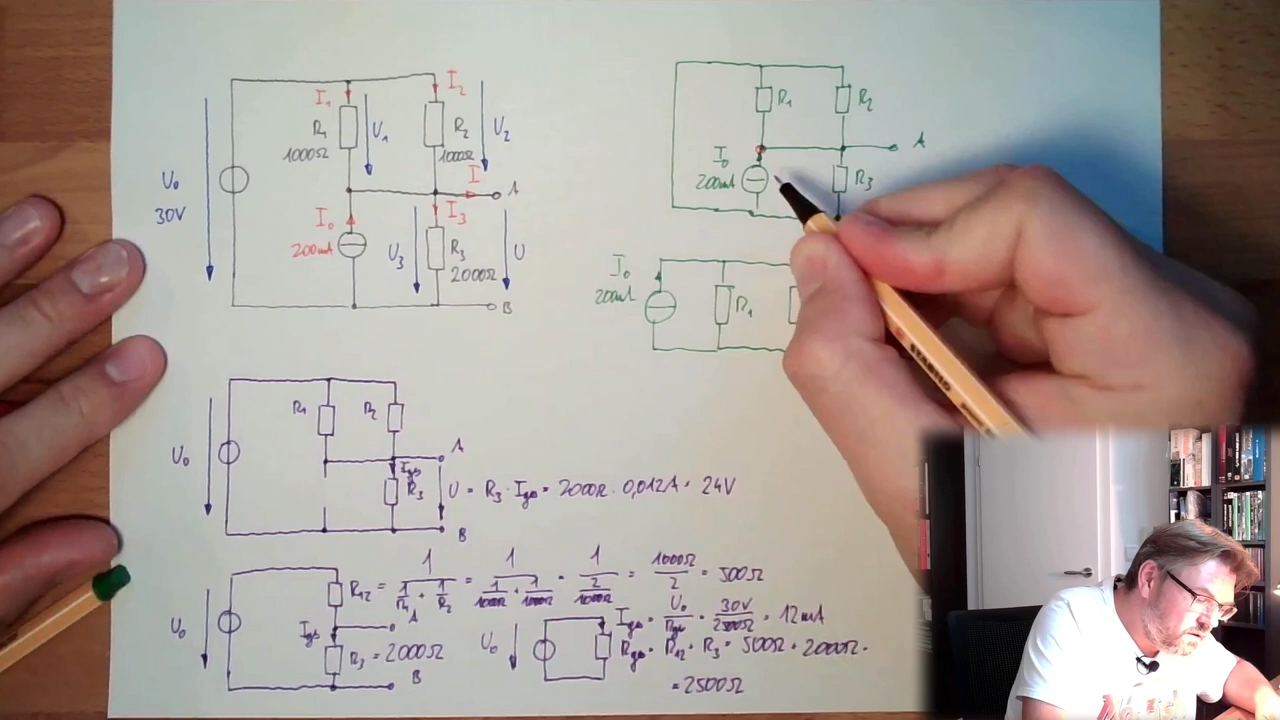 I₁
R₁
1000Ω
U₁
I₂
R₂
1000Ω
U₂
I
A
U₀
30V
I₀
200mA
U₃
I₃
R₃
2000Ω
U
B
R₁
R₂
A
I₀
200mA
R₃
I₀
200mA
R₁
U₀
R₁
R₂
A
Iges
R₃
U = R₃ · Iges = 2000Ω · 0,012A = 24V
B
U₀
R₁₂ = 1/(1/R₁ + 1/R₂) = 1/(1/1000Ω + 1/1000Ω) = 1/(2/1000Ω) = 1000Ω/2 = 500Ω
A
Iges
R₃ = 2000Ω
B
U₀
Iges = U₀/Rges = 30V/2500Ω = 12mA
Rges = R₁₂ + R₃ = 500Ω + 2000Ω =
= 2500Ω
STABILO